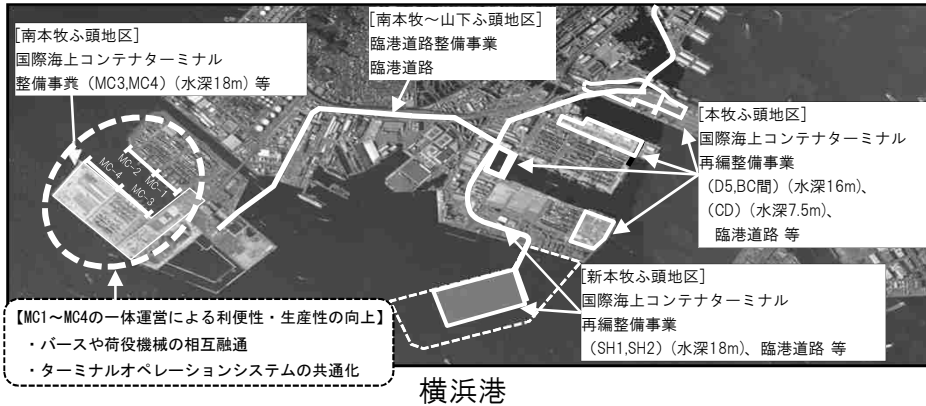 [南本牧ふ頭地区]
国際海上コンテナターミナル
整備事業（MC3,MC4）(水深18m) 等
[南本牧～山下ふ頭地区]
臨港道路整備事業
臨港道路
[本牧ふ頭地区]
国際海上コンテナターミナル
再編整備事業
（D5,BC間）(水深16m)、
（CD）(水深7.5m)、
臨港道路 等
MC-2
MC-1
MC-4
MC-3
[新本牧ふ頭地区]
国際海上コンテナターミナル
再編整備事業
（SH1,SH2）(水深18m)、臨港道路 等
【MC1～MC4の一体運営による利便性・生産性の向上】
・バースや荷役機械の相互融通
・ターミナルオペレーションシステムの共通化
横浜港